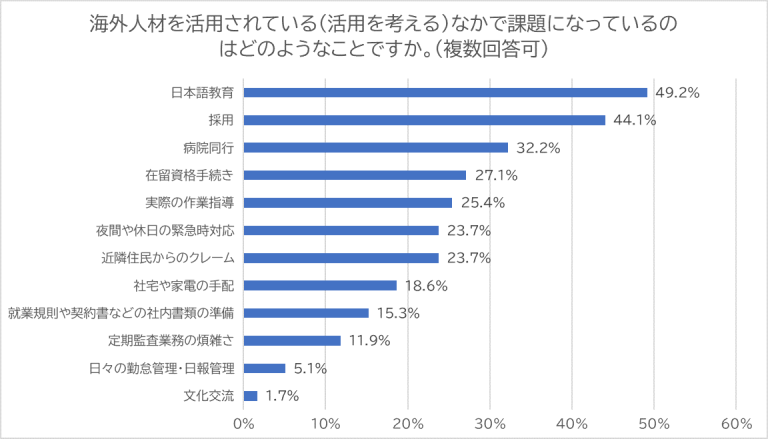 海外人材を活用されている（活用を考える）なかで課題になっているの
はどのようなことですか。（複数回答可）
日本語教育 49.2%
採用 44.1%
病院同行 32.2%
在留資格手続き 27.1%
実際の作業指導 25.4%
夜間や休日の緊急時対応 23.7%
近隣住民からのクレーム 23.7%
社宅や家電の手配 18.6%
就業規則や契約書などの社内書類の準備 15.3%
定期監査業務の煩雑さ 11.9%
日々の勤怠管理・日報管理 5.1%
文化交流 1.7%
0% 10% 20% 30% 40% 50% 60%